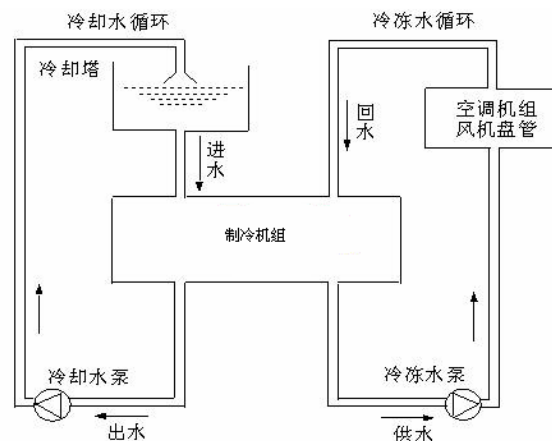 冷却水循环
冷冻水循环
冷却塔
空调机组
风机盘管
回水
进水
制冷机组
冷却水泵
冷冻水泵
出水
供水